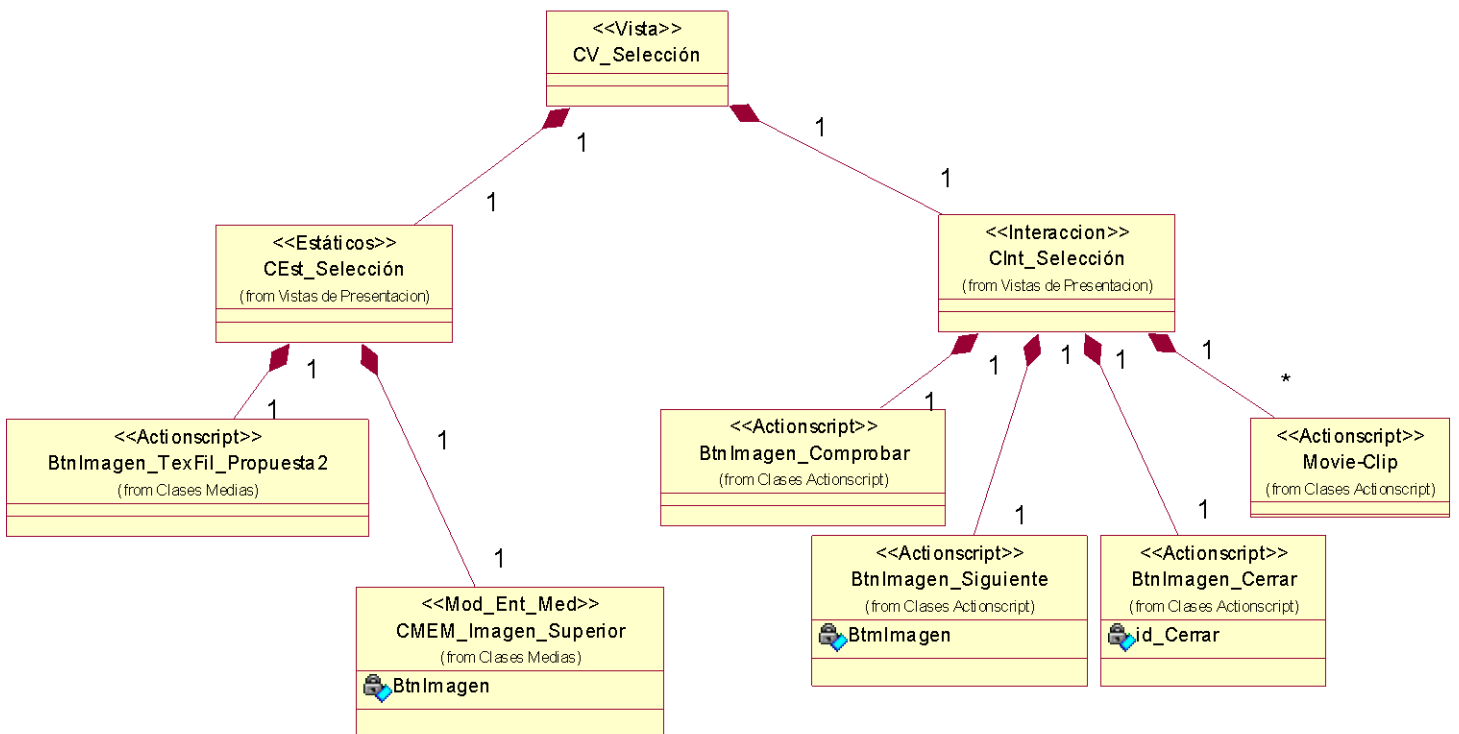 <<Vista>>
CV_Selección
1
1
1
1
<<Estáticos>>
CEst_Selección
(from Vistas de Presentacion)
<<Interaccion>>
CInt_Selección
(from Vistas de Presentacion)
1
1
1
<<Actionscript>>
BtnImagen_TexFil_Propuesta2
(from Clases Medias)
1
<<Mod_Ent_Med>>
CMEM_Imagen_Superior
(from Clases Medias)
BtnImagen
1
1
1
1
1
*
<<Actionscript>>
BtnImagen_Comprobar
(from Clases Actionscript)
<<Actionscript>>
Movie-Clip
(from Clases Actionscript)
1
1
<<Actionscript>>
BtnImagen_Siguiente
(from Clases Actionscript)
BtmImagen
<<Actionscript>>
BtnImagen_Cerrar
(from Clases Actionscript)
id_Cerrar